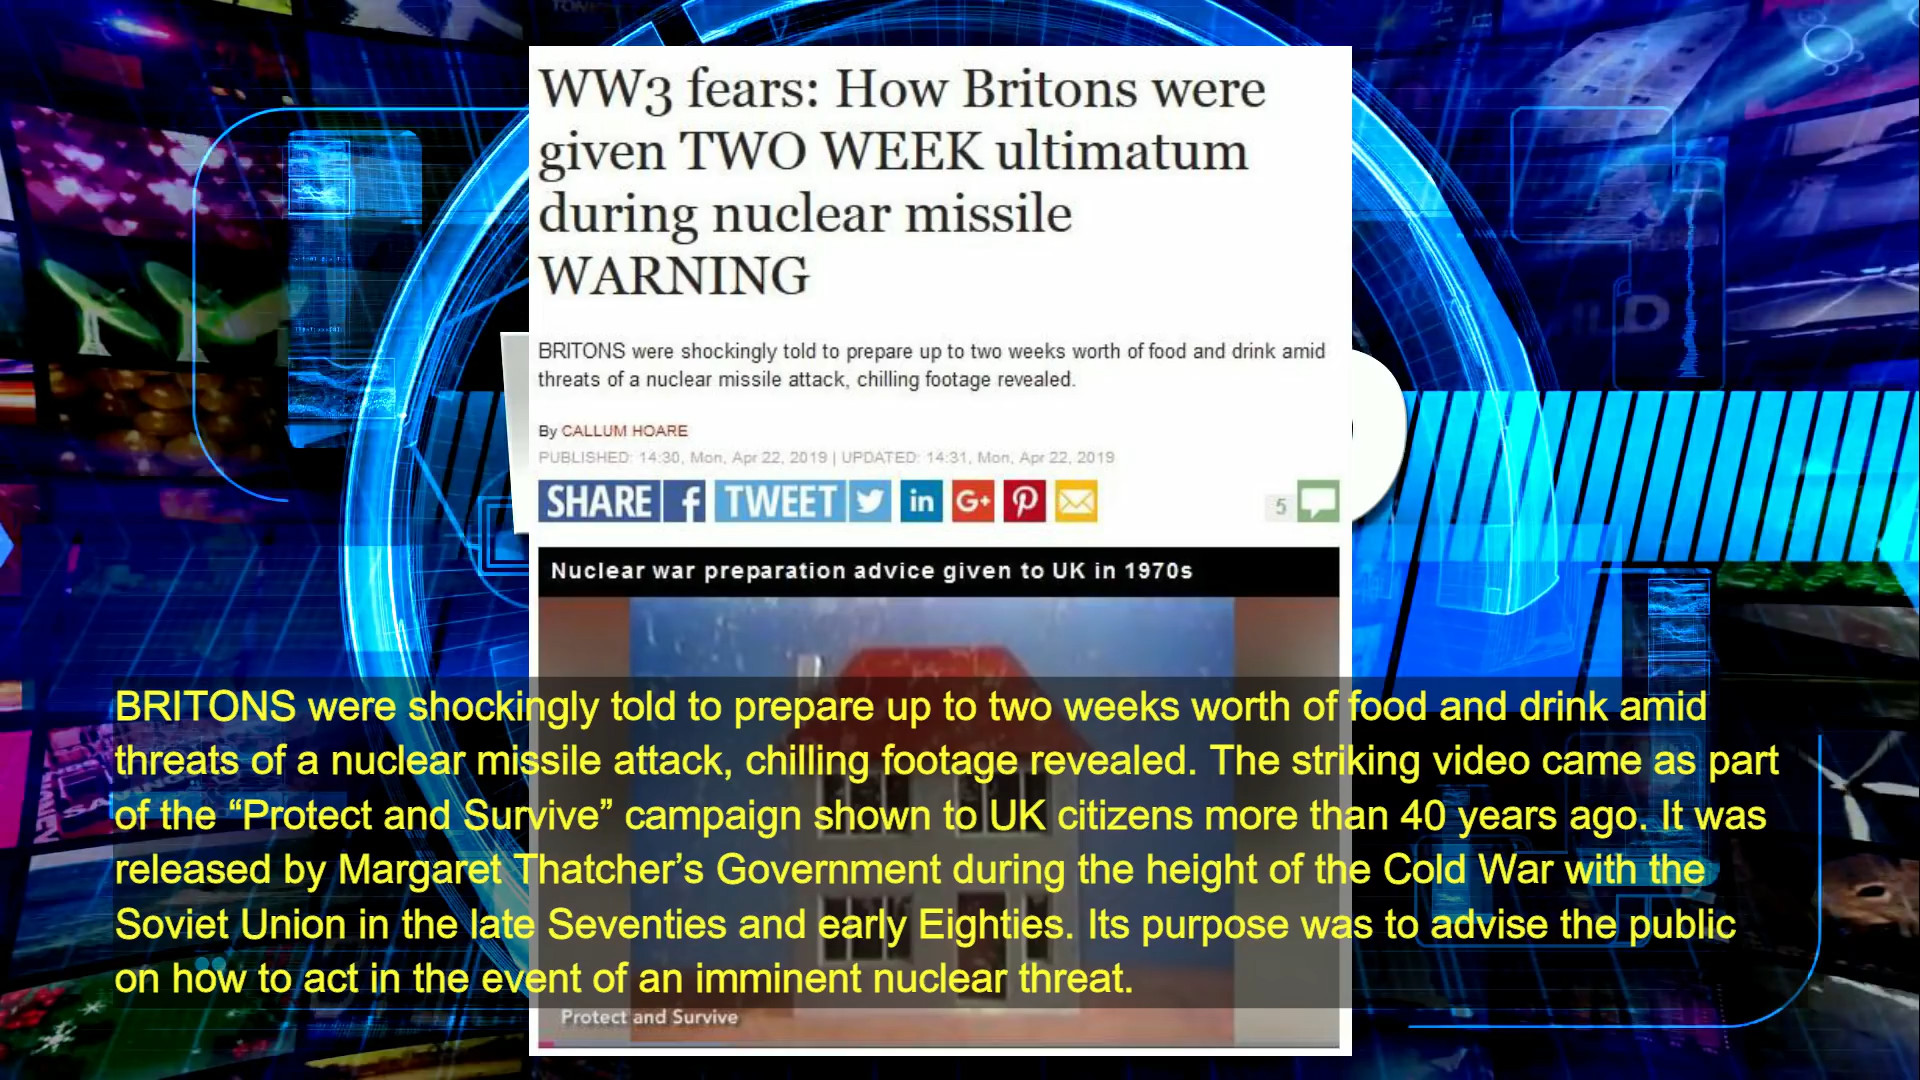 WW3 fears: How Britons were
given TWO WEEK ultimatum
during nuclear missile
WARNING
BRITONS were shockingly told to prepare up to two weeks worth of food and drink amid
threats of a nuclear missile attack, chilling footage revealed.
By CALLUM HOARE
PUBLISHED: 14:30, Mon, Apr 22, 2019 | UPDATED: 14:31, Mon, Apr 22, 2019
SHARE f TWEET in G+ 5
Nuclear war preparation advice given to UK in 1970s
BRITONS were shockingly told to prepare up to two weeks worth of food and drink amid
threats of a nuclear missile attack, chilling footage revealed. The striking video came as part
of the “Protect and Survive” campaign shown to UK citizens more than 40 years ago. It was
released by Margaret Thatcher’s Government during the height of the Cold War with the
Soviet Union in the late Seventies and early Eighties. Its purpose was to advise the public
on how to act in the event of an imminent nuclear threat.
Protect and Survive